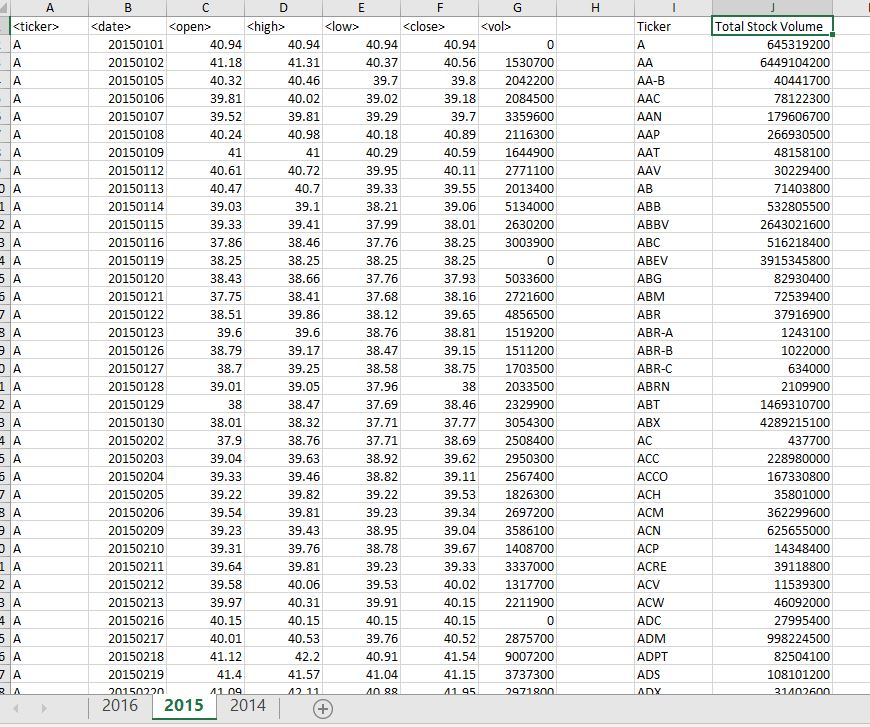 A B C D E F G H I J
<ticker> <date> <open> <high> <low> <close> <vol> Ticker Total Stock Volume
A 20150101 40.94 40.94 40.94 40.94 0 A 645319200
A 20150102 41.18 41.31 40.37 40.56 1530700 AA 6449104200
A 20150105 40.32 40.46 39.7 39.8 2042200 AA-B 40441700
A 20150106 39.81 40.02 39.02 39.18 2084500 AAC 78122300
A 20150107 39.52 39.81 39.29 39.7 3359600 AAN 179606700
A 20150108 40.24 40.98 40.18 40.89 2116300 AAP 266930500
A 20150109 41 41 40.29 40.59 1644900 AAT 48158100
A 20150112 40.61 40.72 39.95 40.11 2771100 AAV 30229400
A 20150113 40.47 40.7 39.33 39.55 2013400 AB 71403800
A 20150114 39.03 39.1 38.21 39.06 5134000 ABB 532805500
A 20150115 39.33 39.41 37.99 38.01 2630200 ABBV 2643021600
A 20150116 37.86 38.46 37.76 38.25 3003900 ABC 516218400
A 20150119 38.25 38.25 38.25 38.25 0 ABEV 3915345800
A 20150120 38.43 38.66 37.76 37.93 5033600 ABG 82930400
A 20150121 37.75 38.41 37.68 38.16 2721600 ABM 72539400
A 20150122 38.51 39.86 38.12 39.65 4856500 ABR 37916900
A 20150123 39.6 39.6 38.76 38.81 1519200 ABR-A 1243100
A 20150126 38.79 39.17 38.47 39.15 1511200 ABR-B 1022000
A 20150127 38.7 39.25 38.58 38.75 1703500 ABR-C 634000
A 20150128 39.01 39.05 37.96 38 2033500 ABRN 2109900
A 20150129 38 38.47 37.69 38.46 2329900 ABT 1469310700
A 20150130 38.01 38.32 37.71 37.77 3054300 ABX 4289215100
A 20150202 37.9 38.76 37.71 38.69 2508400 AC 437700
A 20150203 39.04 39.63 38.92 39.62 2950300 ACC 228980000
A 20150204 39.33 39.46 38.82 39.11 2567400 ACCO 167330800
A 20150205 39.22 39.82 39.22 39.53 1826300 ACH 35801000
A 20150206 39.54 39.81 39.23 39.34 2697200 ACM 362299600
A 20150209 39.23 39.43 38.95 39.04 3586100 ACN 625655000
A 20150210 39.31 39.76 38.78 39.67 1408700 ACP 14348400
A 20150211 39.64 39.81 39.23 39.33 3337000 ACRE 39118800
A 20150212 39.58 40.06 39.53 40.02 1317700 ACV 11539300
A 20150213 39.97 40.31 39.91 40.15 2211900 ACW 46092000
A 20150216 40.15 40.15 40.15 40.15 0 ADC 27995400
A 20150217 40.01 40.53 39.76 40.52 2875700 ADM 998224500
A 20150218 41.12 42.2 40.91 41.54 9007200 ADPT 82504100
A 20150219 41.4 41.57 41.04 41.15 3737300 ADS 108101200
A 20150220 41.09 42.11 40.88 41.95 2971800 ADX 31402600
2016 2015 2014